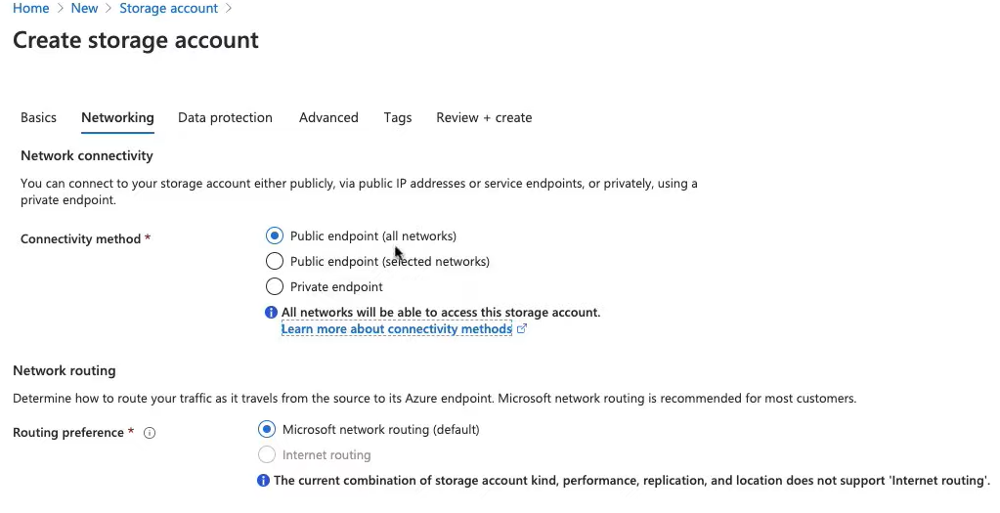 Home > New > Storage account >
Create storage account
Basics Networking Data protection Advanced Tags Review + create
Network connectivity
You can connect to your storage account either publicly, via public IP addresses or service endpoints, or privately, using a
private endpoint.
Connectivity method * Public endpoint (all networks)
Public endpoint (selected networks)
Private endpoint
All networks will be able to access this storage account.
Learn more about connectivity methods
Network routing
Determine how to route your traffic as it travels from the source to its Azure endpoint. Microsoft network routing is recommended for most customers.
Routing preference * Microsoft network routing (default)
Internet routing
The current combination of storage account kind, performance, replication, and location does not support 'Internet routing'.